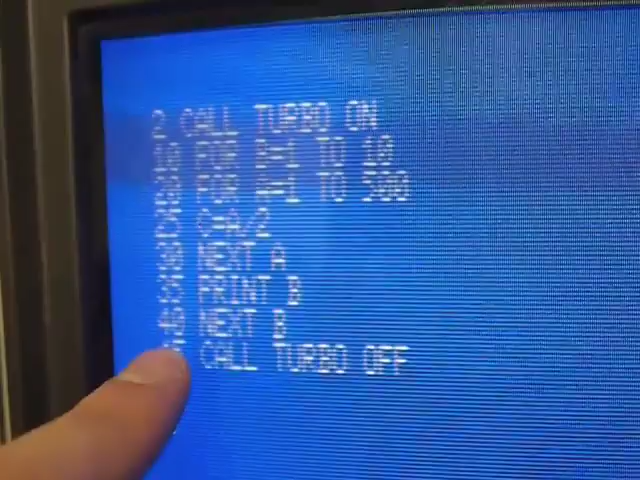 2 CALL TURBO ON
10 FOR B=1 TO 10
20 FOR A=1 TO 500
25 C=A/2
30 NEXT A
35 PRINT B
40 NEXT B
CALL TURBO OFF